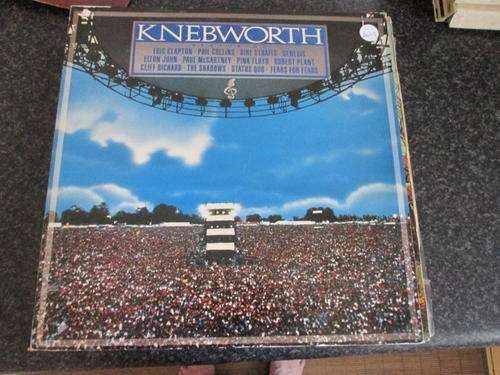 KNEBWORTH
ERIC CLAPTON · PHIL COLLINS · DIRE STRAITS · GENESIS
ELTON JOHN · PAUL McCARTNEY · PINK FLOYD · ROBERT PLANT
CLIFF RICHARD · THE SHADOWS · STATUS QUO · TEARS FOR FEARS